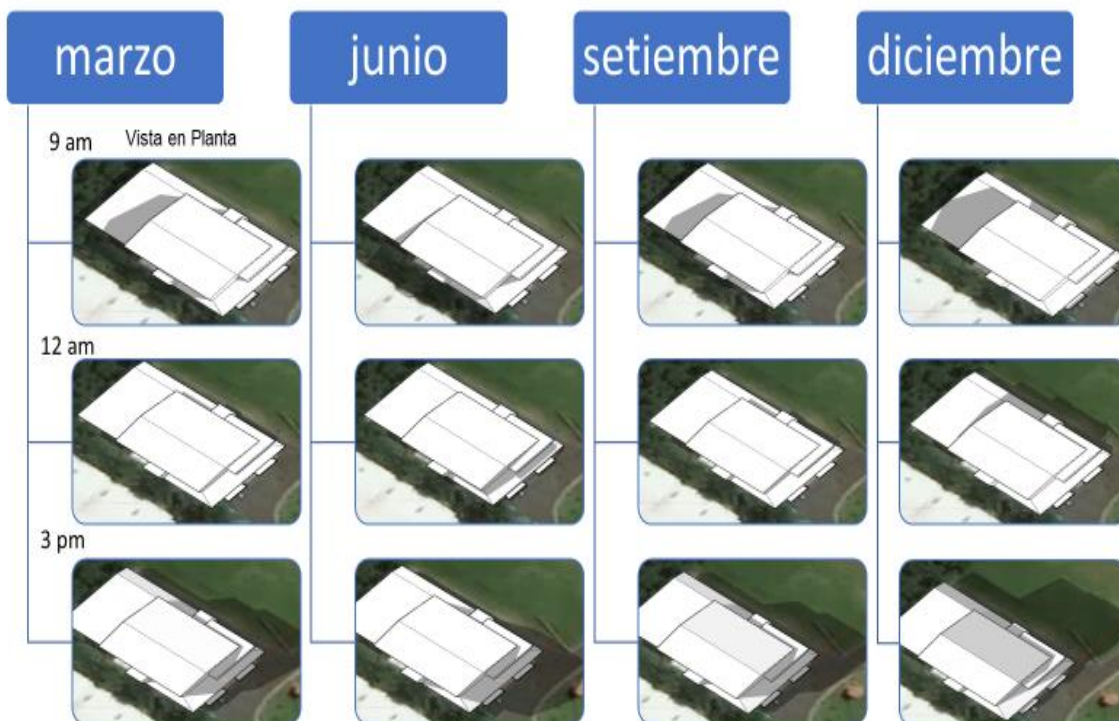 marzo
junio
setiembre
diciembre
9 am
Vista en Planta
12 am
3 pm